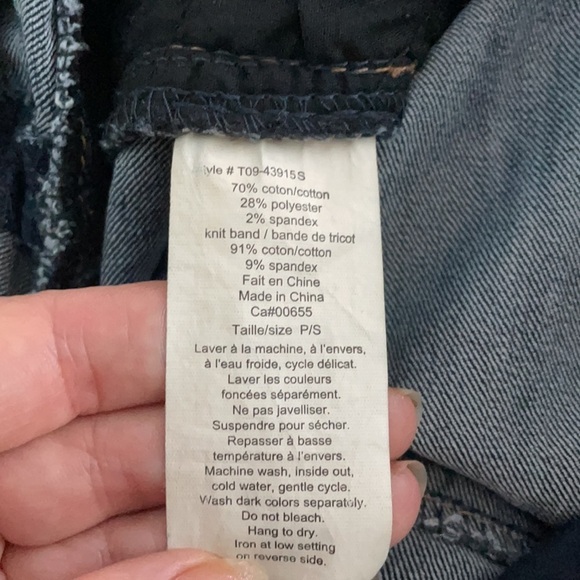 # T09-43915S
70% coton/cotton
28% polyester
2% spandex
knit band / bande de tricot
91% coton/cotton
9% spandex
Fait en Chine
Made in China
Ca#00655
Taille/size P/S
Laver à la machine, à l'envers,
à l'eau froide, cycle délicat.
Laver les couleurs
foncées séparément.
Ne pas javelliser.
Suspendre pour sécher.
Repasser à basse
température à l'envers.
Machine wash, inside out,
cold water, gentle cycle.
Wash dark colors separately.
Do not bleach.
Hang to dry.
Iron at low setting
on reverse side.